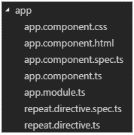 app
app.component.css
app.component.html
app.component.spec.ts
app.component.ts
app.module.ts
repeat.directive.spec.ts
repeat.directive.ts